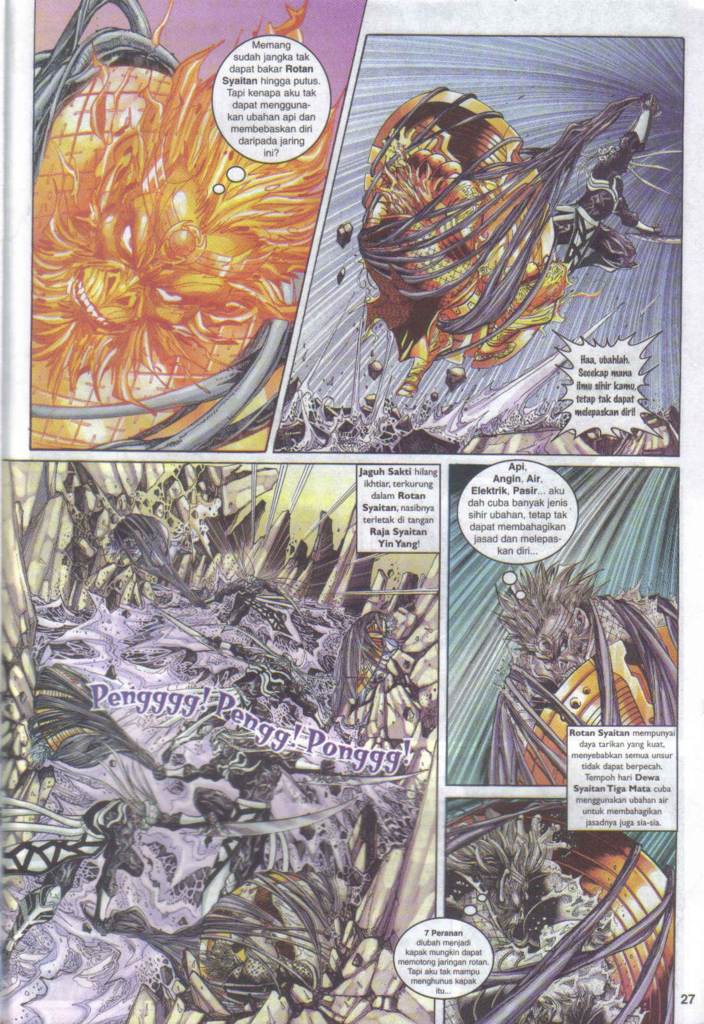 Memang
sudah jangka tak
dapat bakar Rotan
Syaitan hingga putus.
Tapi kenapa aku tak
dapat mengguna-
kan ubahan api dan
membebaskan diri
daripada jaring
ini?
Haa, ubahlah.
Secekap mana
ilmu sihir kamu,
tetap tak dapat
melepaskan diri!
Jaguh Sakti hilang
ikhtiar, terkurung
dalam Rotan
Syaitan, nasibnya
terletak di tangan
Raja Syaitan
Yin Yang!
Pengggg! Pengg! Ponggg!
Api,
Angin, Air,
Elektrik, Pasir... aku
dah cuba banyak jenis
sihir ubahan, tetap tak
dapat membahagikan
jasad dan melepas-
kan diri...
Rotan Syaitan mempunyai
daya tarikan yang kuat,
menyebabkan semua unsur
tidak dapat berpecah.
Tempoh hari Dewa
Syaitan Tiga Mata cuba
menggunakan ubahan air
untuk membahagikan
jasadnya juga sia-sia.
7 Peranan
diubah menjadi
kapak mungkin dapat
memotong jaringan rotan.
Tapi aku tak mampu
menghunus kapak
itu...
27